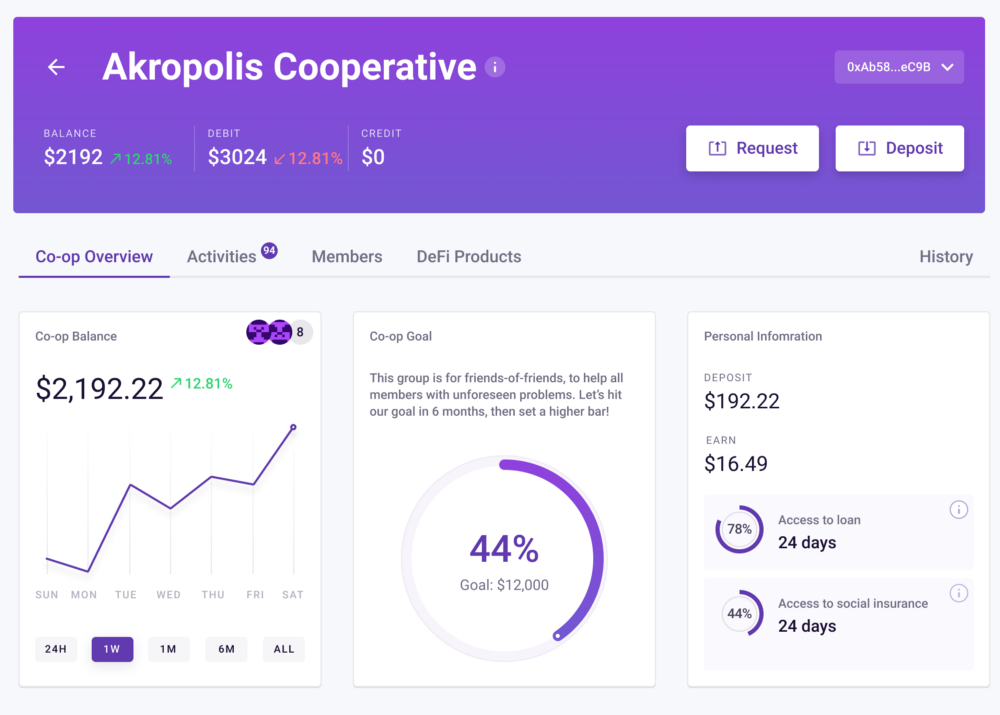 Akropolis Cooperative
0xAb58...eC9B
BALANCE
$2192 12.81%
DEBIT
$3024 12.81%
CREDIT
$0
Request
Deposit
Co-op Overview
Activities 94
Members
DeFi Products
History
Co-op Balance
8
$2,192.22 12.81%
SUN MON TUE WED THU FRI SAT
24H 1W 1M 6M ALL
Co-op Goal
This group is for friends-of-friends, to help all
members with unforeseen problems. Let's hit
our goal in 6 months, then set a higher bar!
44%
Goal: $12,000
Personal Infomration
DEPOSIT
$192.22
EARN
$16.49
78%
Access to loan
24 days
44%
Access to social insurance
24 days